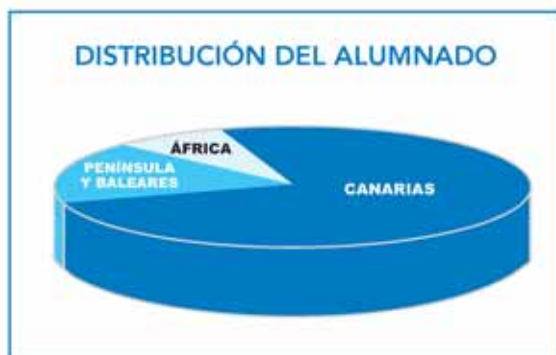 DISTRIBUCIÓN DEL ALUMNADO
ÁFRICA
PENÍNSULA
Y BALEARES
CANARIAS